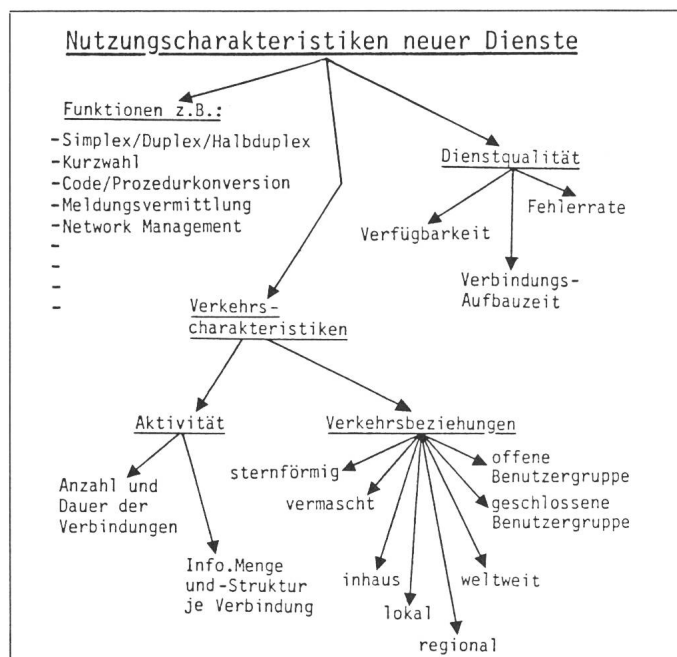 Nutzungscharakteristiken neuer Dienste
Funktionen z.B.:
-Simplex/Duplex/Halbduplex
-Kurzwahl
-Code/Prozedurkonversion
-Meldungsvermittlung
-Network Management
-
-
-
-
Dienstqualität
Verfügbarkeit
Fehlerrate
Verbindungs-
Aufbauzeit
Verkehrs-
charakteristiken
Aktivität
Anzahl und
Dauer der
Verbindungen
Info.Menge
und-Struktur
je Verbindung
Verkehrsbeziehungen
sternförmig
vermascht
inhaus
lokal
regional
weltweit
geschlossene
Benutzergruppe
offene
Benutzergruppe